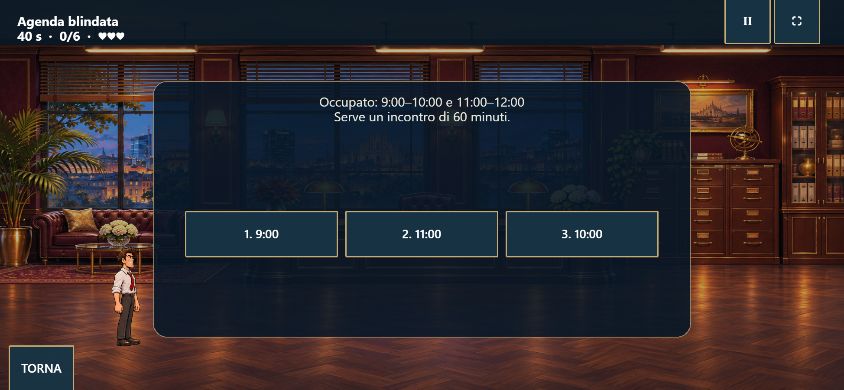 Agenda blindata
40 s · 0/6 · ♥♥♥
Occupato: 9:00–10:00 e 11:00–12:00
Serve un incontro di 60 minuti.
1. 9:00
2. 11:00
3. 10:00
TORNA